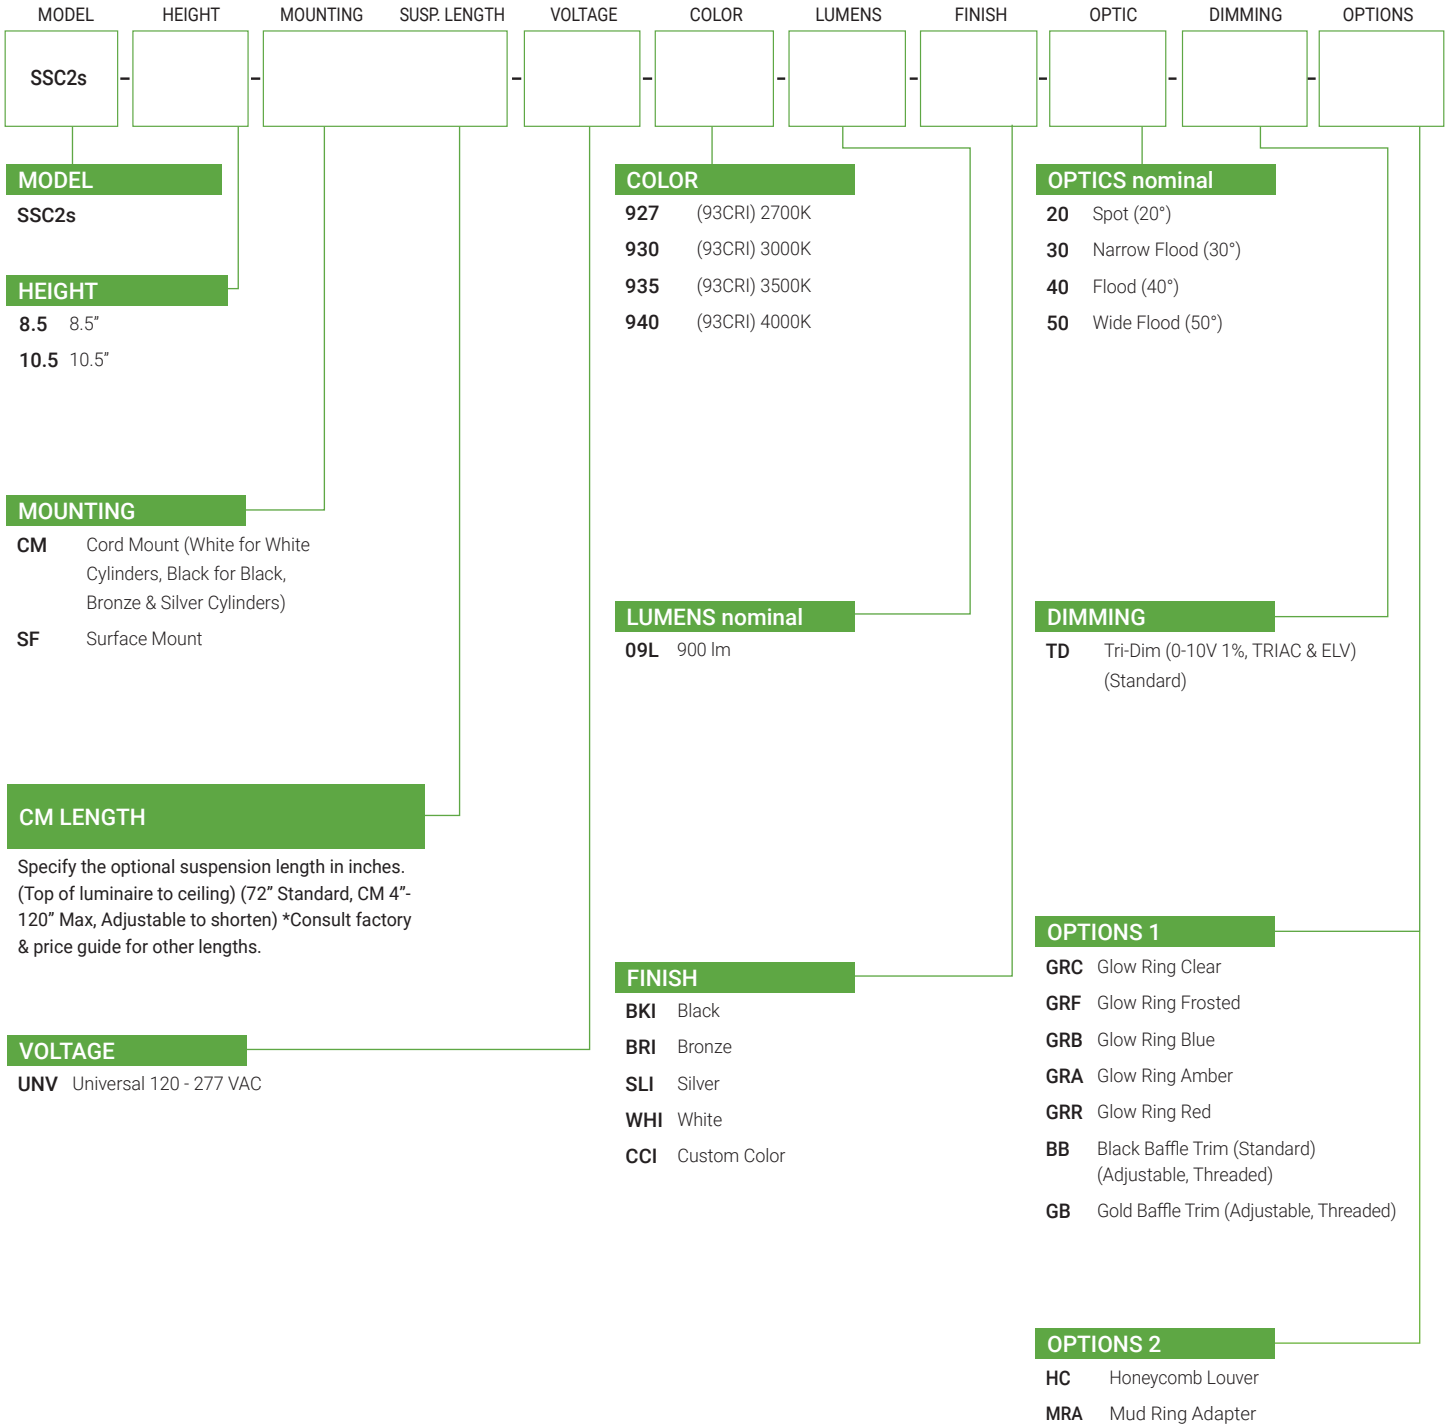 MODEL HEIGHT MOUNTING SUSP. LENGTH VOLTAGE COLOR LUMENS FINISH OPTIC DIMMING OPTIONS
SSC2s - - - - - - - - -
MODEL
SSC2s
HEIGHT
8.5 8.5”
10.5 10.5”
MOUNTING
CM Cord Mount (White for White
Cylinders, Black for Black,
Bronze & Silver Cylinders)
SF Surface Mount
CM LENGTH
Specify the optional suspension length in inches.
(Top of luminaire to ceiling) (72” Standard, CM 4”-
120” Max, Adjustable to shorten) *Consult factory
& price guide for other lengths.
VOLTAGE
UNV Universal 120 - 277 VAC
COLOR
927 (93CRI) 2700K
930 (93CRI) 3000K
935 (93CRI) 3500K
940 (93CRI) 4000K
LUMENS nominal
09L 900 lm
FINISH
BKI Black
BRI Bronze
SLI Silver
WHI White
CCI Custom Color
OPTICS nominal
20 Spot (20°)
30 Narrow Flood (30°)
40 Flood (40°)
50 Wide Flood (50°)
DIMMING
TD Tri-Dim (0-10V 1%, TRIAC & ELV)
(Standard)
OPTIONS 1
GRC Glow Ring Clear
GRF Glow Ring Frosted
GRB Glow Ring Blue
GRA Glow Ring Amber
GRR Glow Ring Red
BB Black Baffle Trim (Standard)
(Adjustable, Threaded)
GB Gold Baffle Trim (Adjustable, Threaded)
OPTIONS 2
HC Honeycomb Louver
MRA Mud Ring Adapter